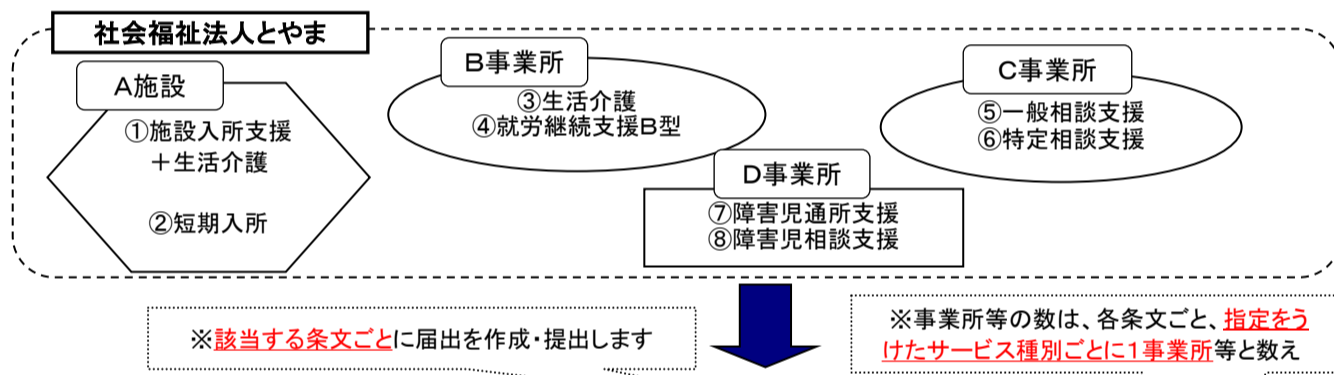 社会福祉法人とやま
A施設
①施設入所支援
＋生活介護
②短期入所
B事業所
③生活介護
④就労継続支援B型
C事業所
⑤一般相談支援
⑥特定相談支援
D事業所
⑦障害児通所支援
⑧障害児相談支援
※該当する条文ごとに届出を作成・提出します
※事業所等の数は、各条文ごと、指定をう
けたサービス種別ごとに1事業所等と数え